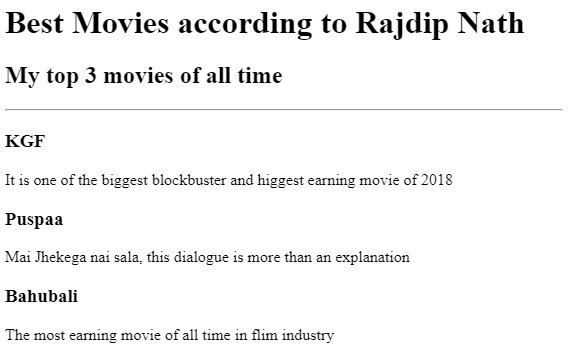 Best Movies according to Rajdip Nath
My top 3 movies of all time
KGF
It is one of the biggest blockbuster and higgest earning movie of 2018
Puspaa
Mai Jhekega nai sala, this dialogue is more than an explanation
Bahubali
The most earning movie of all time in flim industry